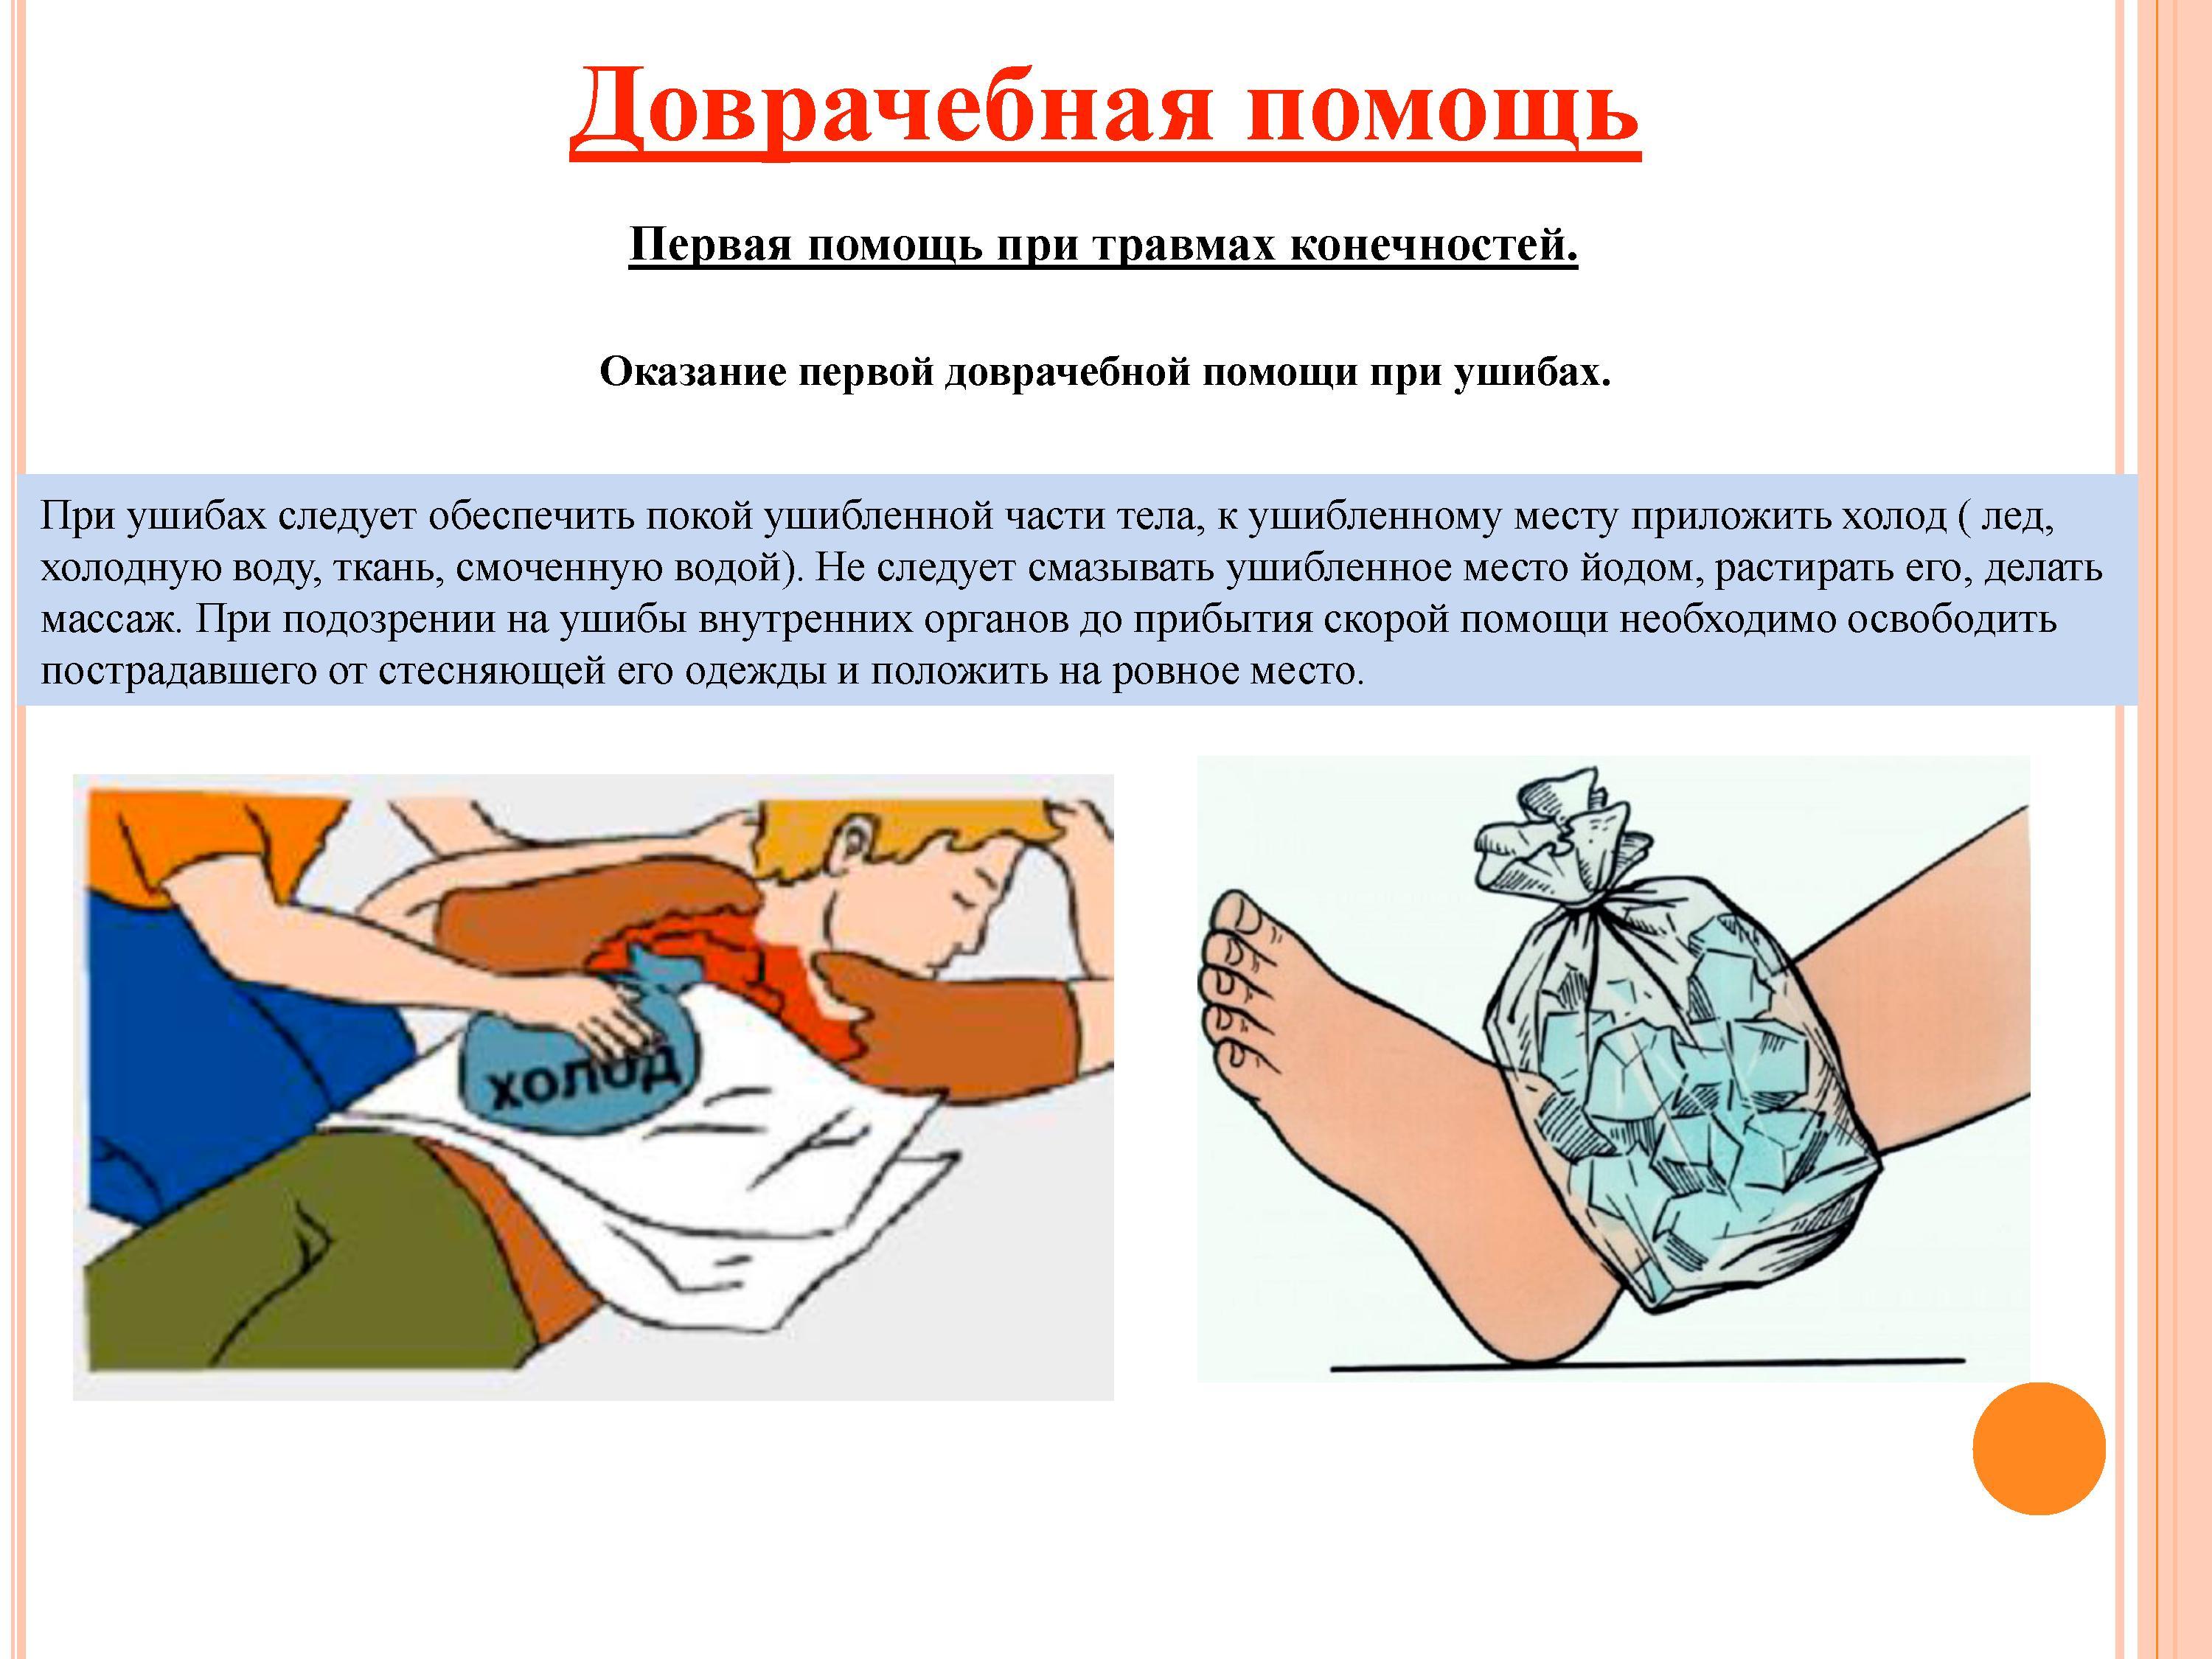 Доврачебная помощь
Первая помощь при травмах конечностей.
Оказание первой доврачебной помощи при ушибах.
При ушибах следует обеспечить покой ушибленной части тела, к ушибленному месту приложить холод ( лед,
холодную воду, ткань, смоченную водой). Не следует смазывать ушибленное место йодом, растирать его, делать
массаж. При подозрении на ушибы внутренних органов до прибытия скорой помощи необходимо освободить
пострадавшего от стесняющей его одежды и положить на ровное место.
холод